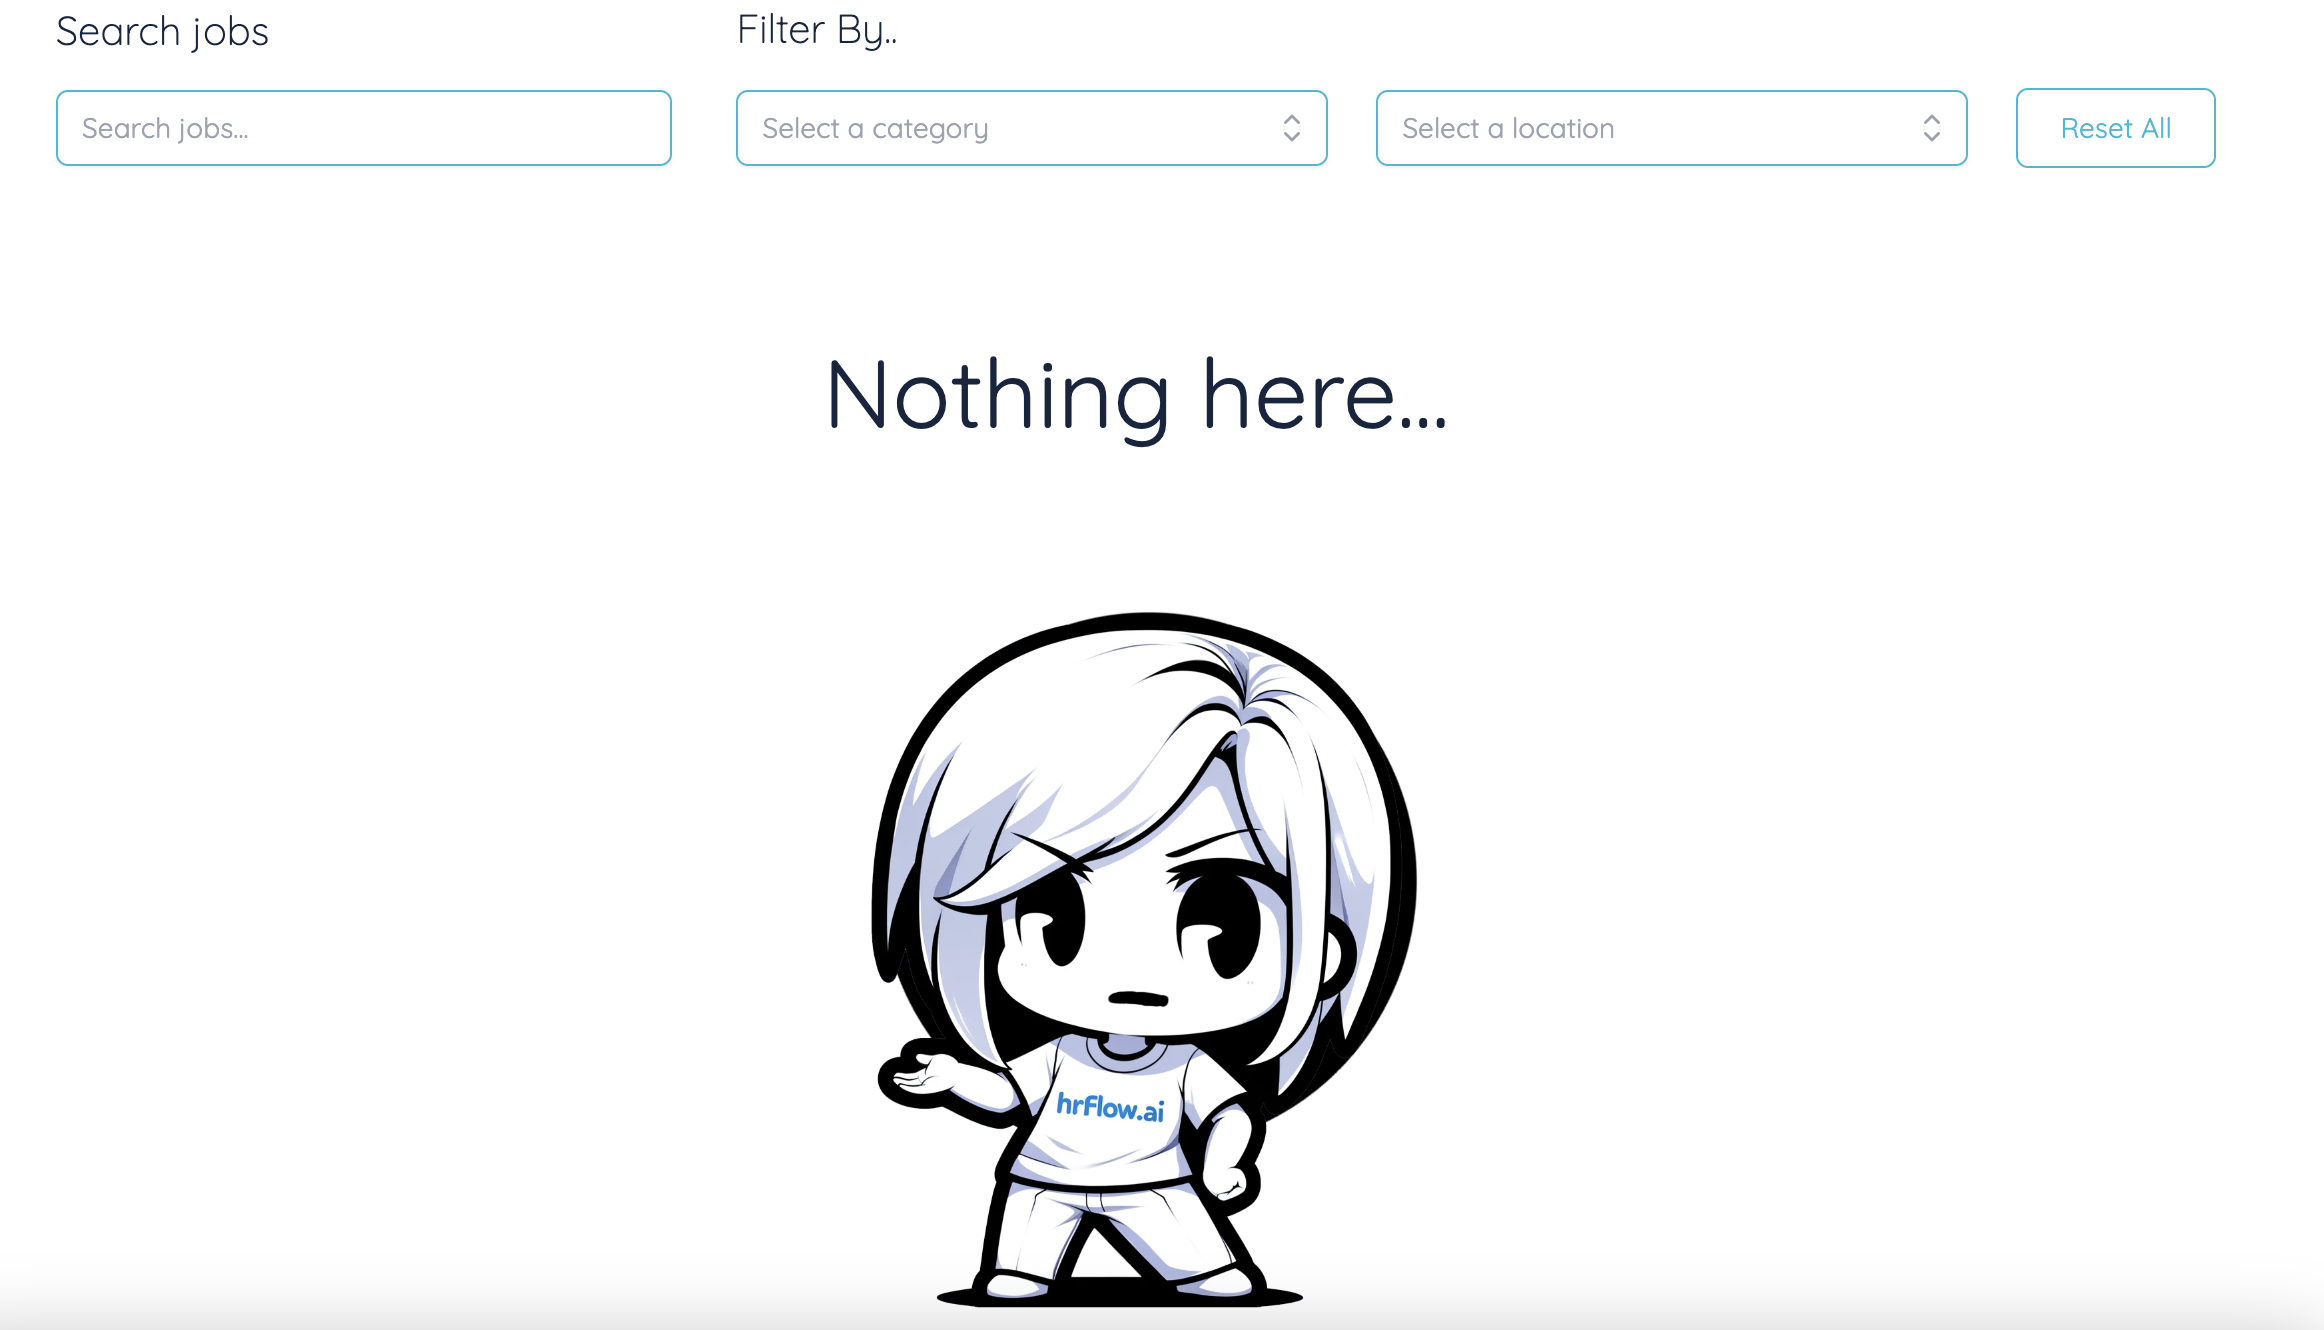 Search jobs
Filter By..
Search jobs...
Select a category
Select a location
Reset All
Nothing here...
hrFlow.ai